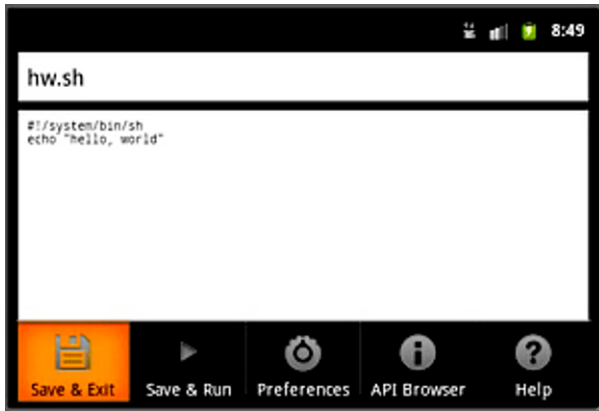 8:49
hw.sh
#!/system/bin/sh
echo "hello, world"
Save & Exit
Save & Run
Preferences
API Browser
Help